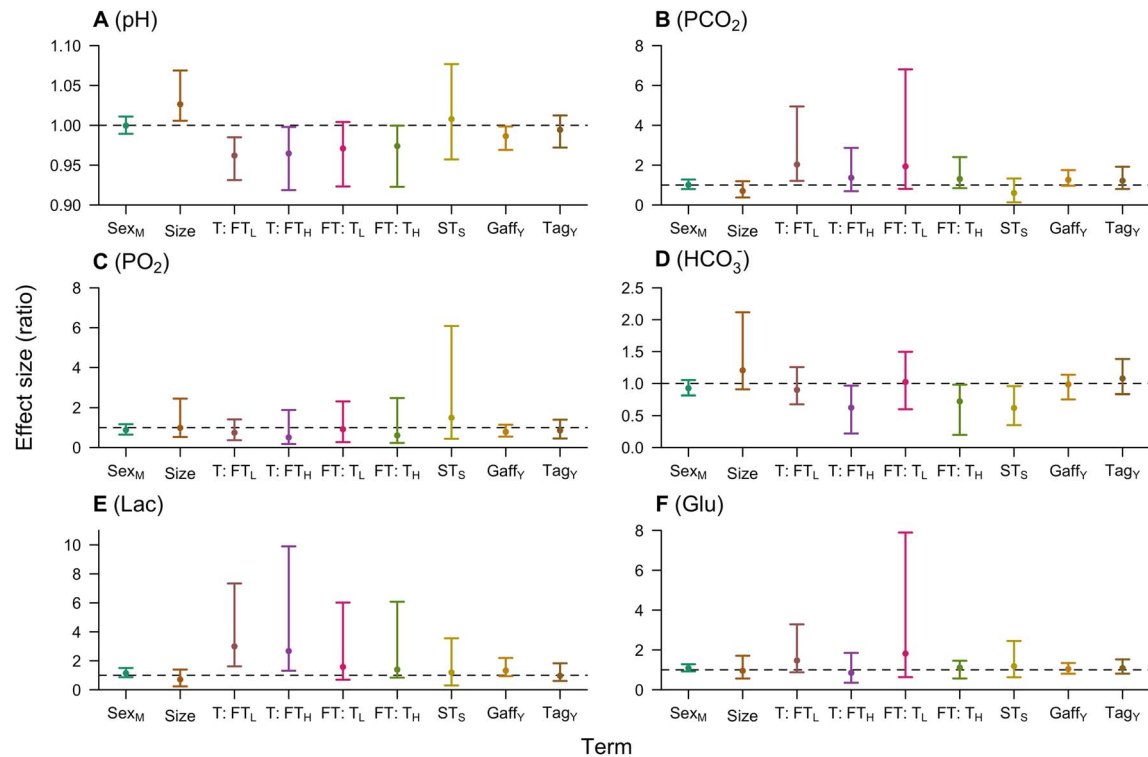 A (pH)
1.10
1.05
1.00
0.95
0.90
Sex_M Size T: FT_L T: FT_H FT: T_L FT: T_H ST_S Gaff_Y Tag_Y
B (PCO₂)
8
6
4
2
0
Sex_M Size T: FT_L T: FT_H FT: T_L FT: T_H ST_S Gaff_Y Tag_Y
C (PO₂)
8
6
4
2
0
Sex_M Size T: FT_L T: FT_H FT: T_L FT: T_H ST_S Gaff_Y Tag_Y
D (HCO₃⁻)
2.5
2.0
1.5
1.0
0.5
0.0
Sex_M Size T: FT_L T: FT_H FT: T_L FT: T_H ST_S Gaff_Y Tag_Y
E (Lac)
10
8
6
4
2
0
Sex_M Size T: FT_L T: FT_H FT: T_L FT: T_H ST_S Gaff_Y Tag_Y
F (Glu)
8
6
4
2
0
Sex_M Size T: FT_L T: FT_H FT: T_L FT: T_H ST_S Gaff_Y Tag_Y
Effect size (ratio)
Term